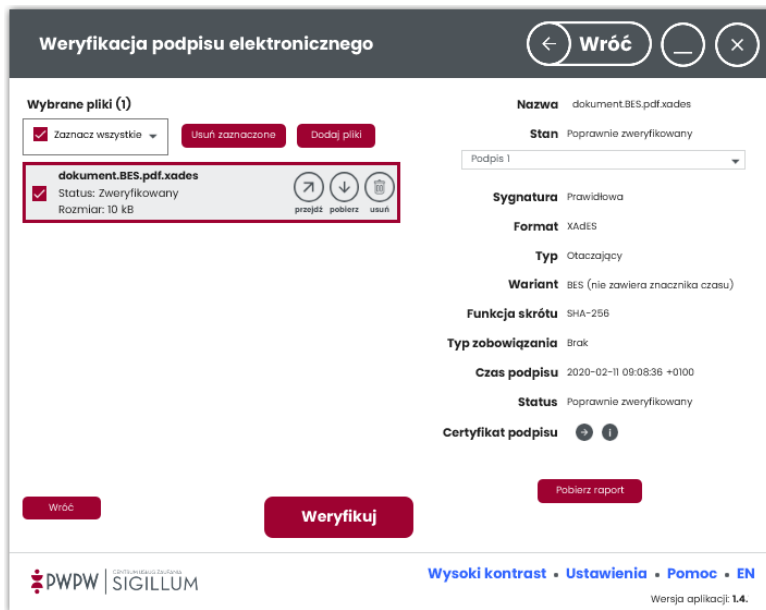 Weryfikacja podpisu elektronicznego
Wróć
Wybrane pliki (1)
Zaznacz wszystkie
Usuń zaznaczone
Dodaj pliki
dokument.BES.pdf.xades
Status: Zweryfikowany
Rozmiar: 10 kB
przejdź pobierz usuń
Nazwa dokument.BES.pdf.xades
Stan Poprawnie zweryfikowany
Podpis 1
Sygnatura Prawidłowa
Format XAdES
Typ Otaczający
Wariant BES (nie zawiera znacznika czasu)
Funkcja skrótu SHA-256
Typ zobowiązania Brak
Czas podpisu 2020-02-11 09:08:36 +0100
Status Poprawnie zweryfikowany
Certyfikat podpisu
Pobierz raport
Wróć
Weryfikuj
PWPW
CENTRUM USŁUG ZAUFANIA
SIGILLUM
Wysoki kontrast • Ustawienia • Pomoc • EN
Wersja aplikacji: 1.4.